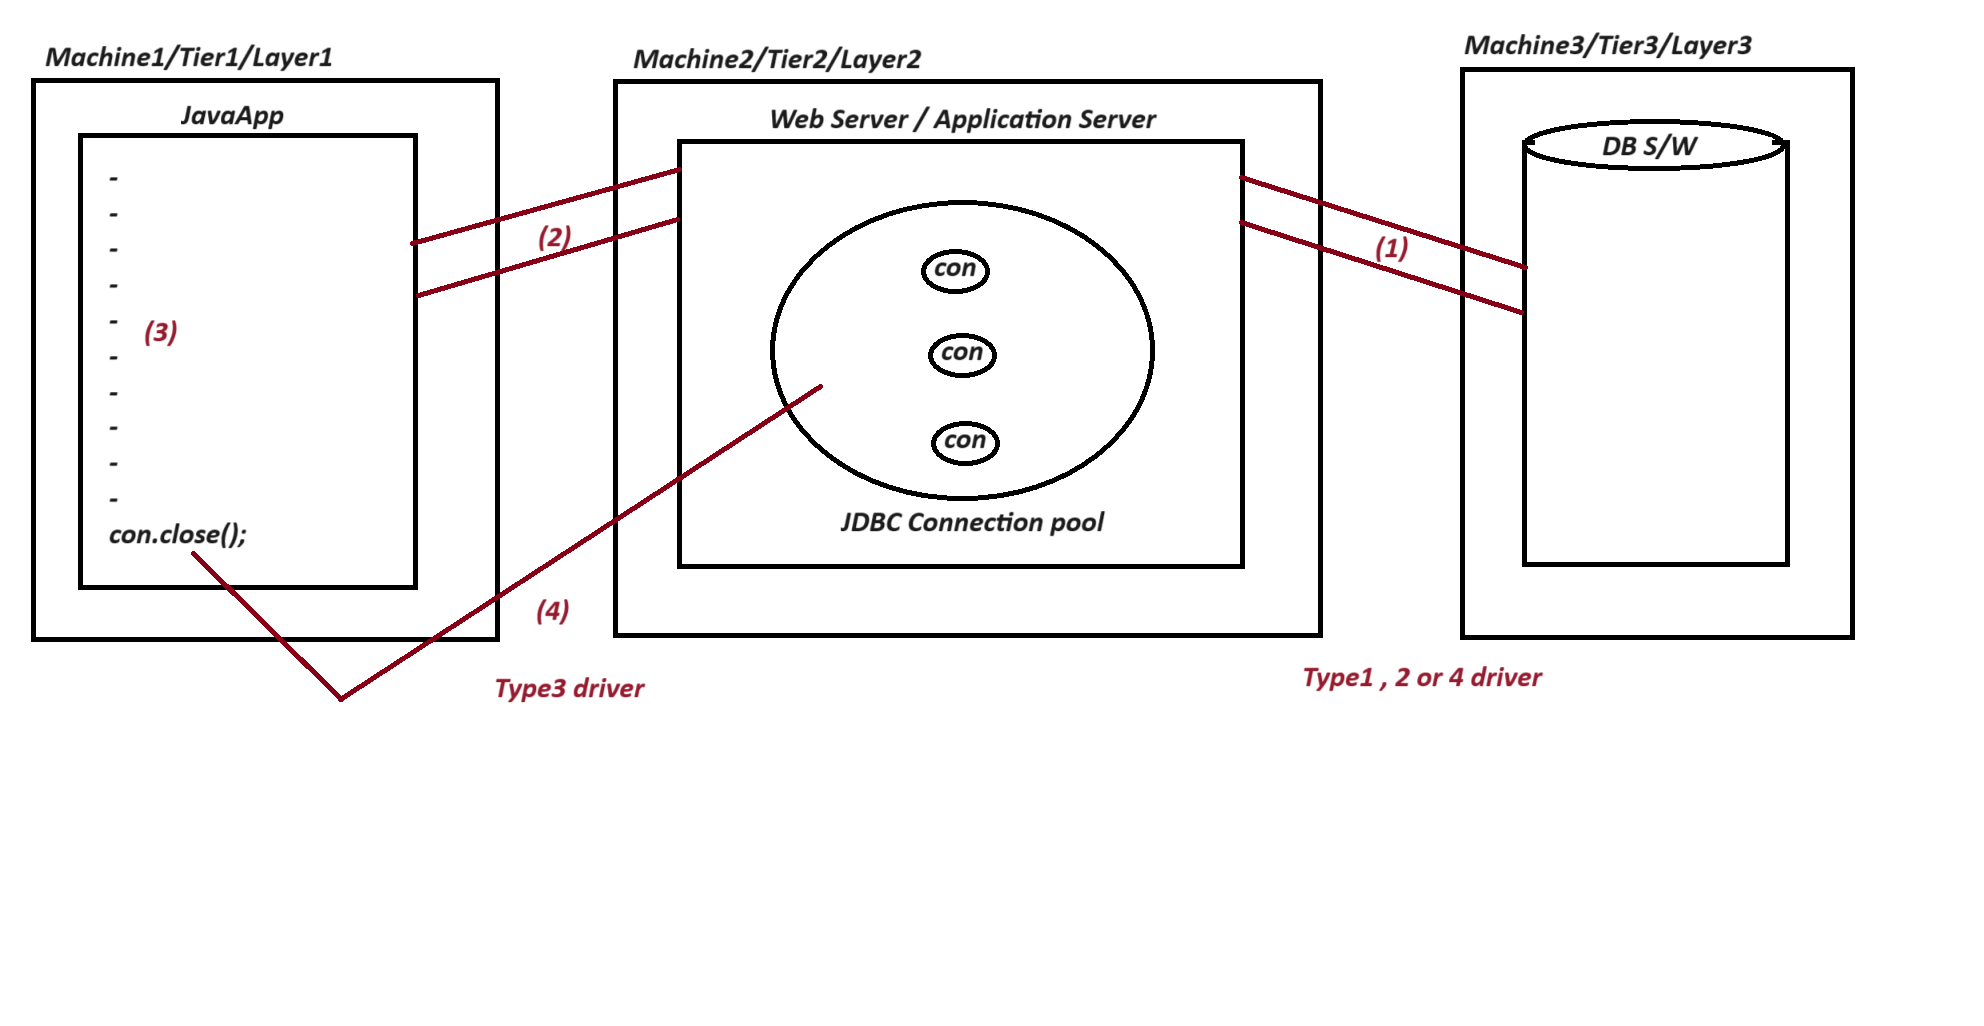 Machine1/Tier1/Layer1
JavaApp
-
-
-
-
-
-
-
-
-
-
(3)
con.close();
(2)
(4)
Type3 driver
Machine2/Tier2/Layer2
Web Server / Application Server
con
con
con
JDBC Connection pool
(1)
Type1 , 2 or 4 driver
Machine3/Tier3/Layer3
DB S/W